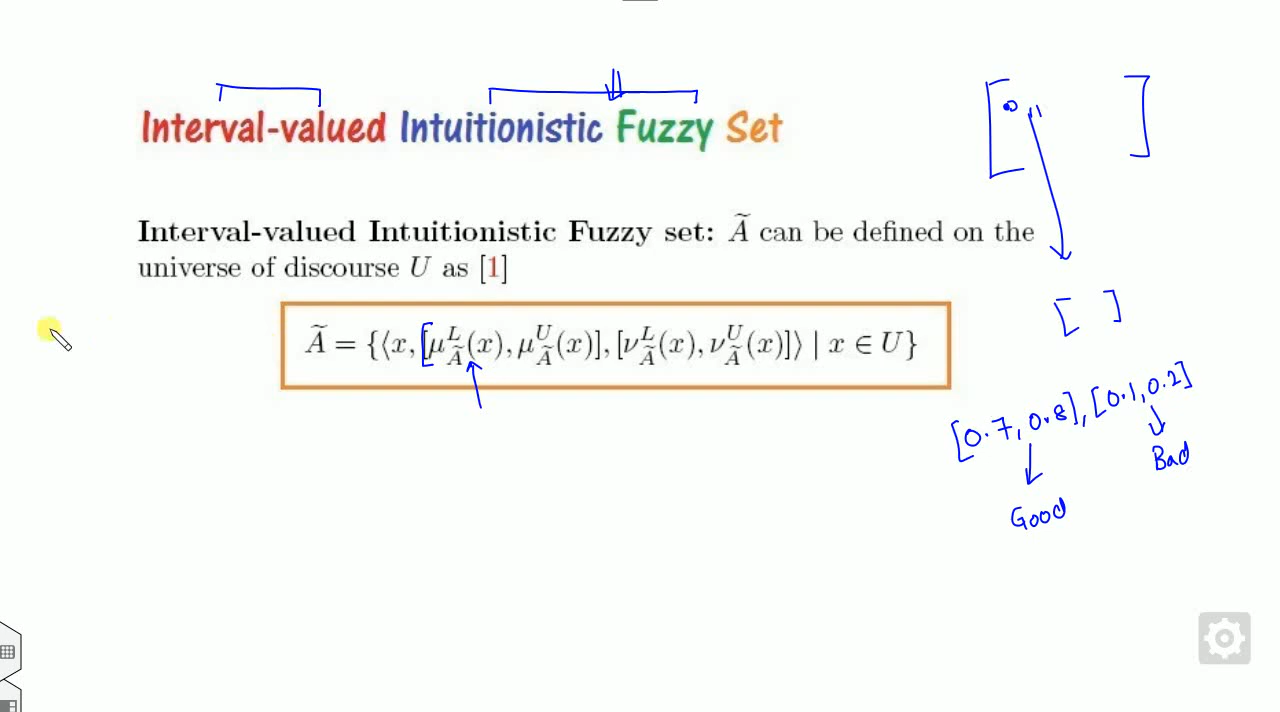 Interval-valued Intuitionistic Fuzzy Set
Interval-valued Intuitionistic Fuzzy set: Ã can be defined on the
universe of discourse U as [1]
Ã = {⟨x, [μ^L_Ã(x), μ^U_Ã(x)], [ν^L_Ã(x), ν^U_Ã(x)]⟩ | x ∈ U}
[ ]
[ ]
[0.7, 0.8], [0.1, 0.2]
Bad
Good